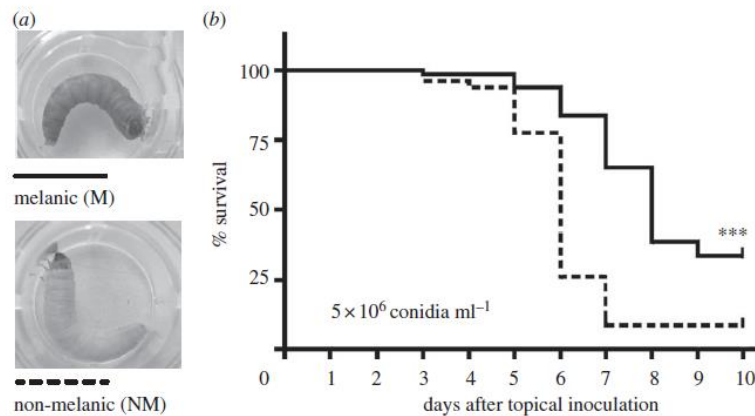 (a)
melanic (M)
non-melanic (NM)
(b)
% survival
100
75
50
25
0 1 2 3 4 5 6 7 8 9 10
days after topical inoculation
5 × 10⁶ conidia ml⁻¹
***